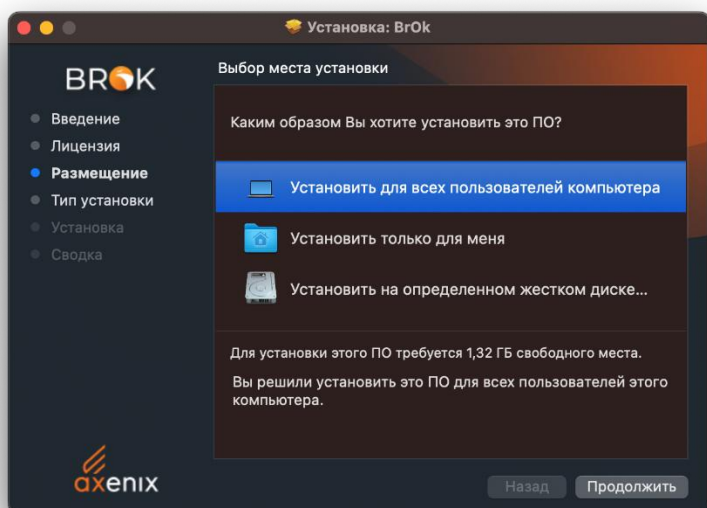 Установка: BrOk
BROK
Выбор места установки
Введение
Лицензия
Размещение
Тип установки
Установка
Сводка
Каким образом Вы хотите установить это ПО?
Установить для всех пользователей компьютера
Установить только для меня
Установить на определенном жестком диске...
Для установки этого ПО требуется 1,32 ГБ свободного места.
Вы решили установить это ПО для всех пользователей этого
компьютера.
axenix
Назад
Продолжить